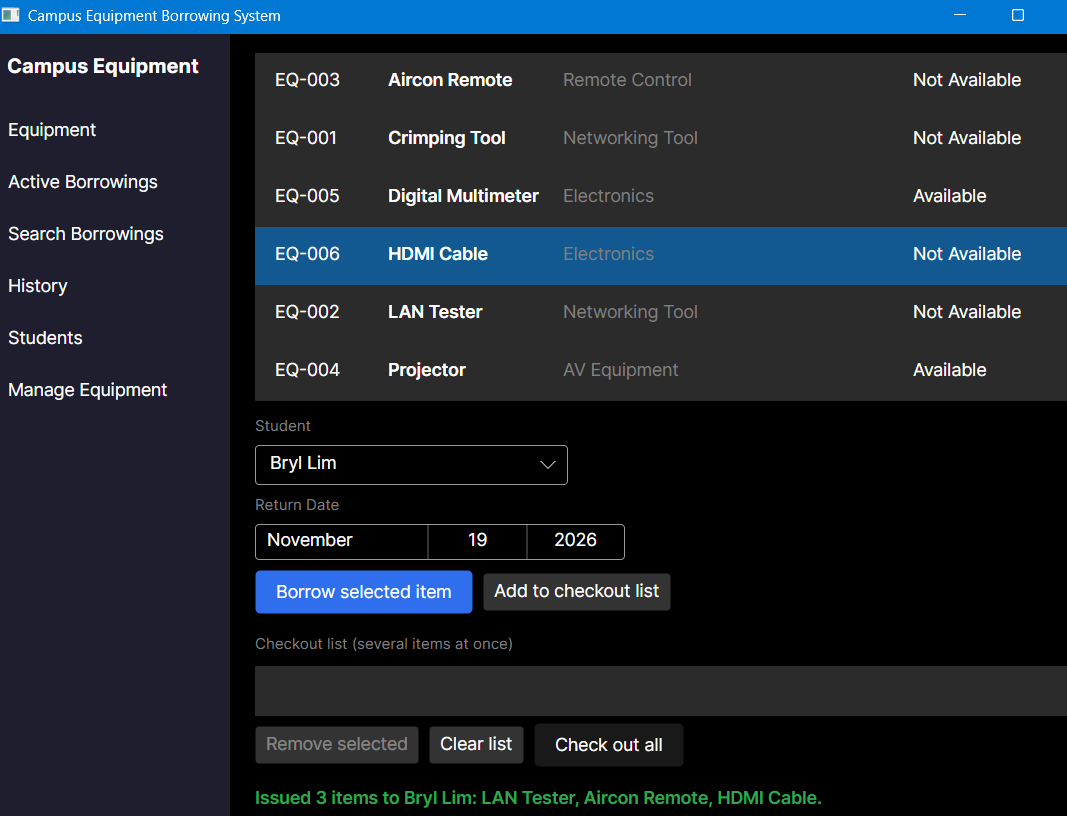 Campus Equipment Borrowing System
Campus Equipment
Equipment
Active Borrowings
Search Borrowings
History
Students
Manage Equipment
EQ-003 Aircon Remote Remote Control Not Available
EQ-001 Crimping Tool Networking Tool Not Available
EQ-005 Digital Multimeter Electronics Available
EQ-006 HDMI Cable Electronics Not Available
EQ-002 LAN Tester Networking Tool Not Available
EQ-004 Projector AV Equipment Available
Student
Bryl Lim
Return Date
November 19 2026
Borrow selected item Add to checkout list
Checkout list (several items at once)
Remove selected Clear list Check out all
Issued 3 items to Bryl Lim: LAN Tester, Aircon Remote, HDMI Cable.